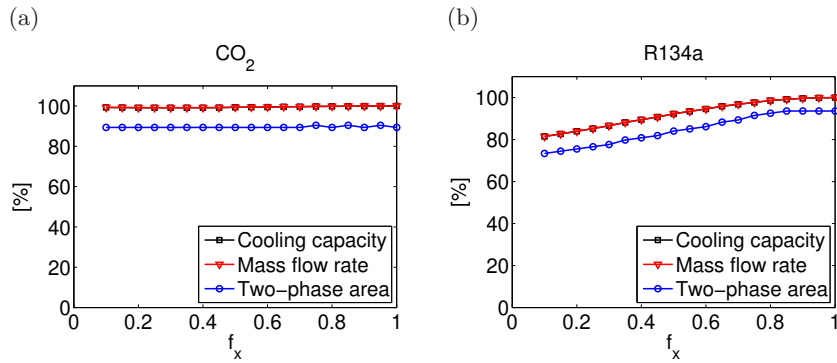 (a)
CO2
[%]
100
80
60
40
20
0
Cooling capacity
Mass flow rate
Two-phase area
0
0.2
0.4
0.6
0.8
1
fx
(b)
R134a
[%]
100
80
60
40
20
0
Cooling capacity
Mass flow rate
Two-phase area
0
0.2
0.4
0.6
0.8
1
fx